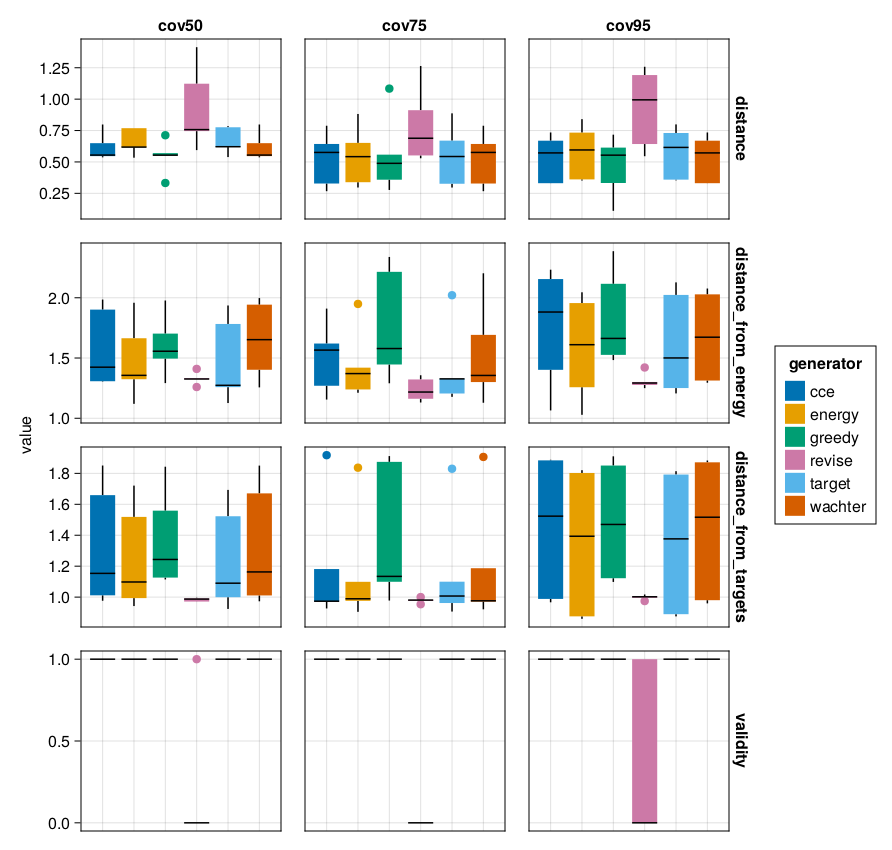 cov50
cov75
cov95
1.25
1.00
0.75
0.50
0.25
distance
2.0
1.5
1.0
distance_from_energy
value
1.8
1.6
1.4
1.2
1.0
distance_from_targets
1.0
0.5
0.0
validity
generator
cce
energy
greedy
revise
target
wachter